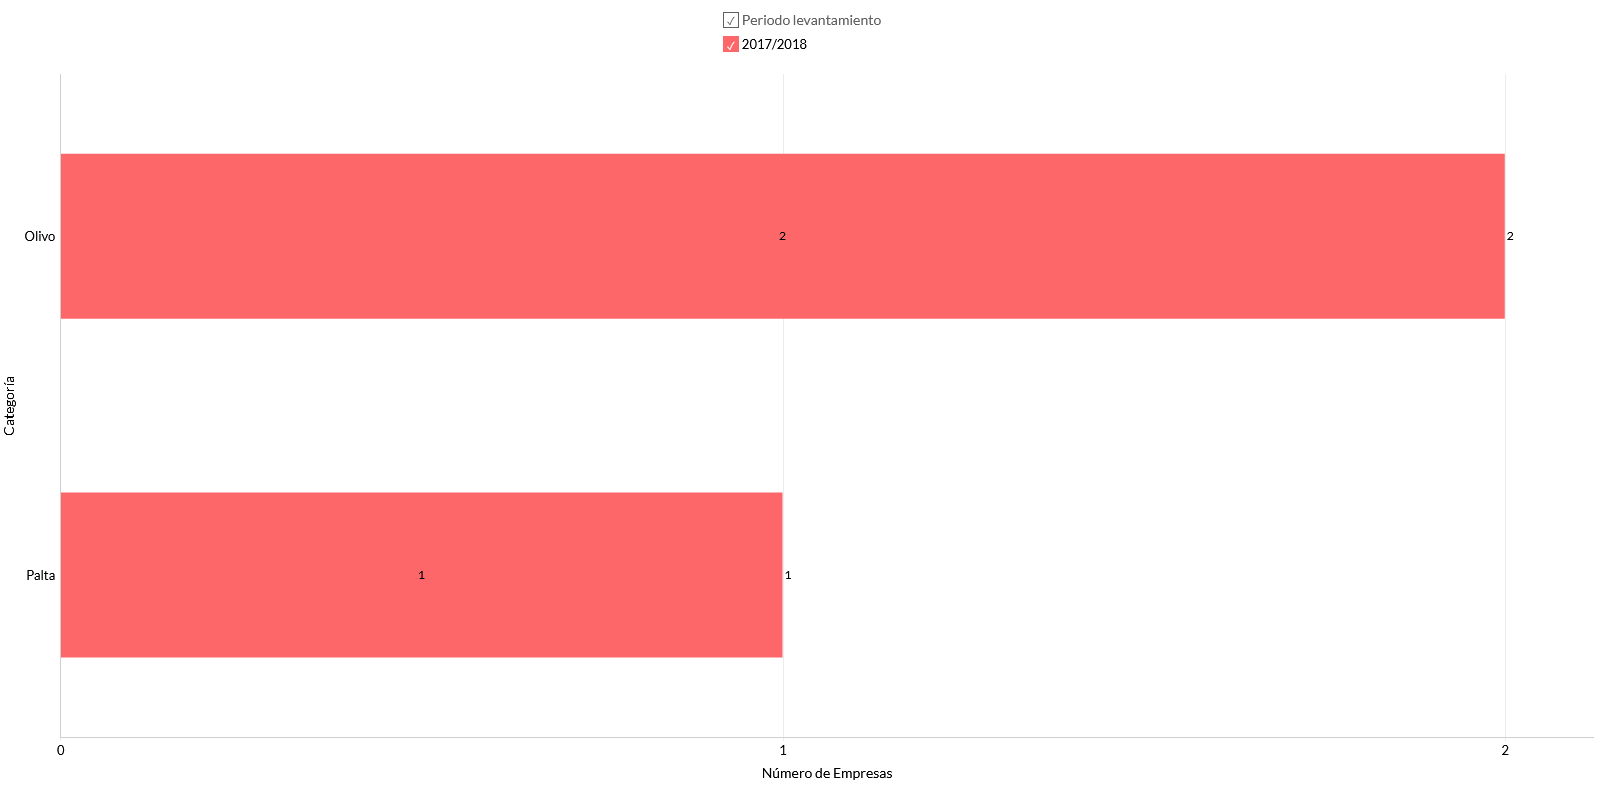 Periodo levantamiento
2017/2018
Olivo
2
2
Categoría
Palta
1
1
0
1
2
Número de Empresas